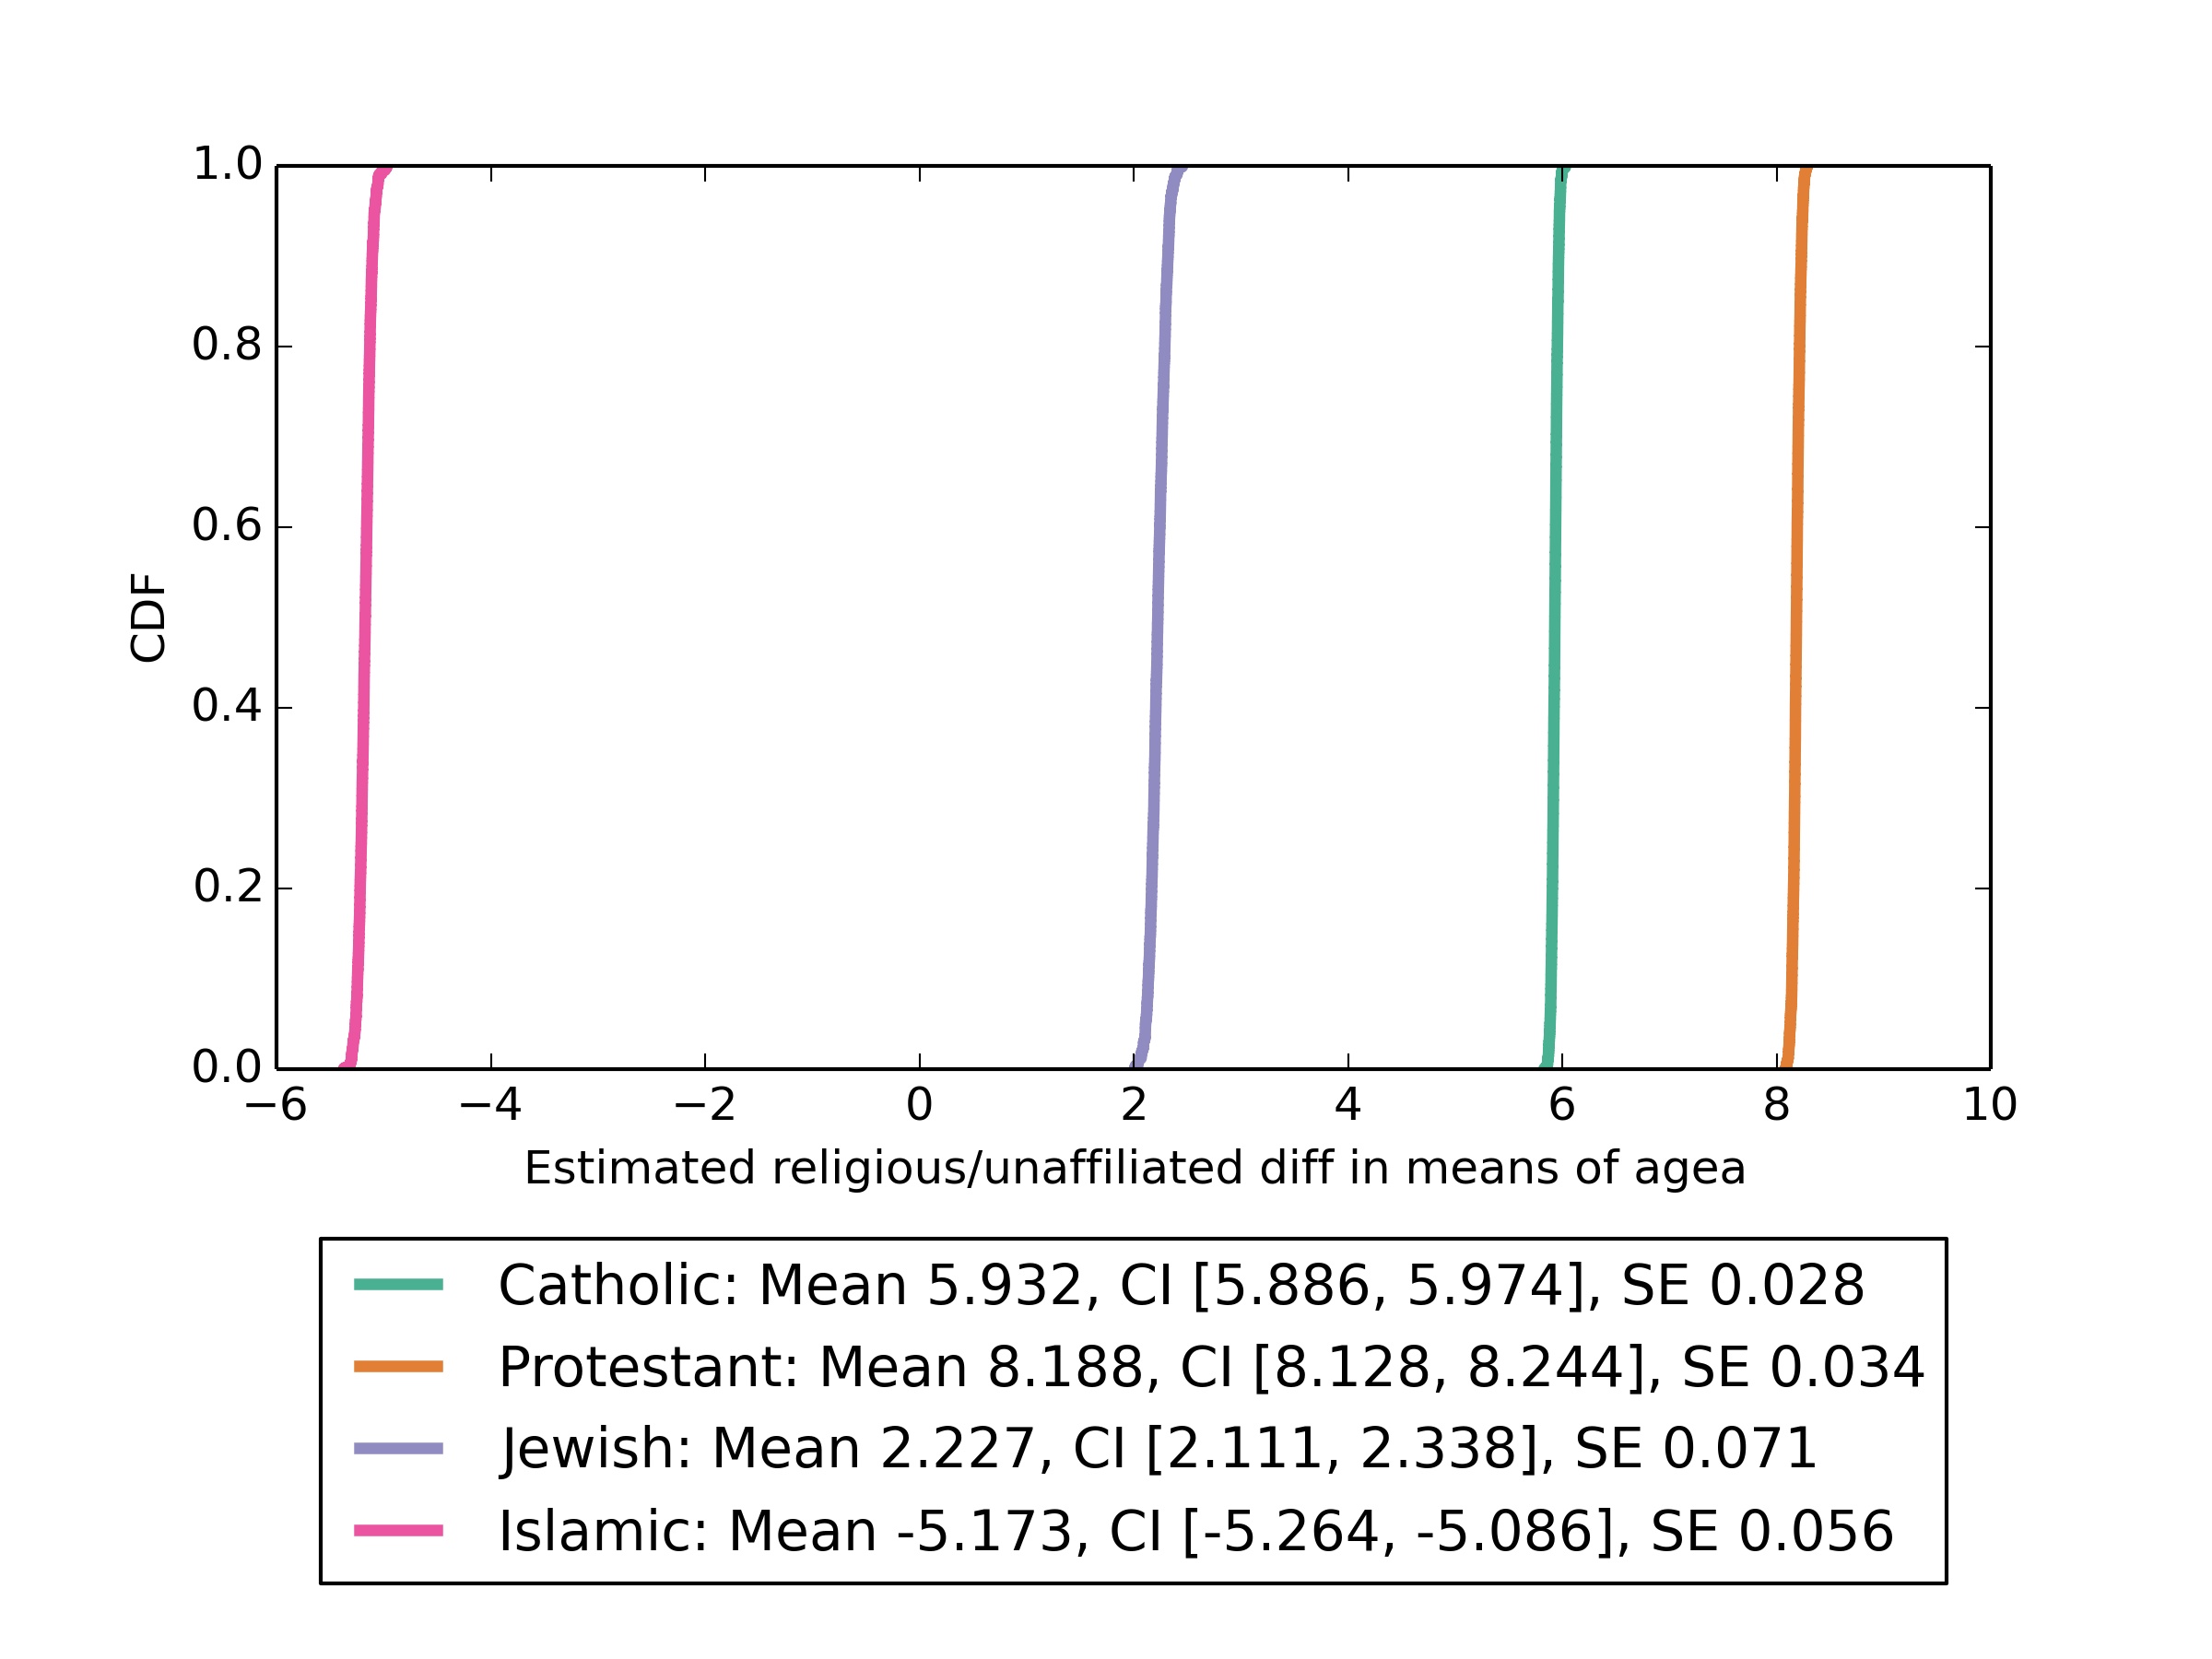 1.0
0.8
0.6
0.4
0.2
0.0
CDF
−6 −4 −2 0 2 4 6 8 10
Estimated religious/unaffiliated diff in means of agea
Catholic: Mean 5.932, CI [5.886, 5.974], SE 0.028
Protestant: Mean 8.188, CI [8.128, 8.244], SE 0.034
Jewish: Mean 2.227, CI [2.111, 2.338], SE 0.071
Islamic: Mean -5.173, CI [-5.264, -5.086], SE 0.056